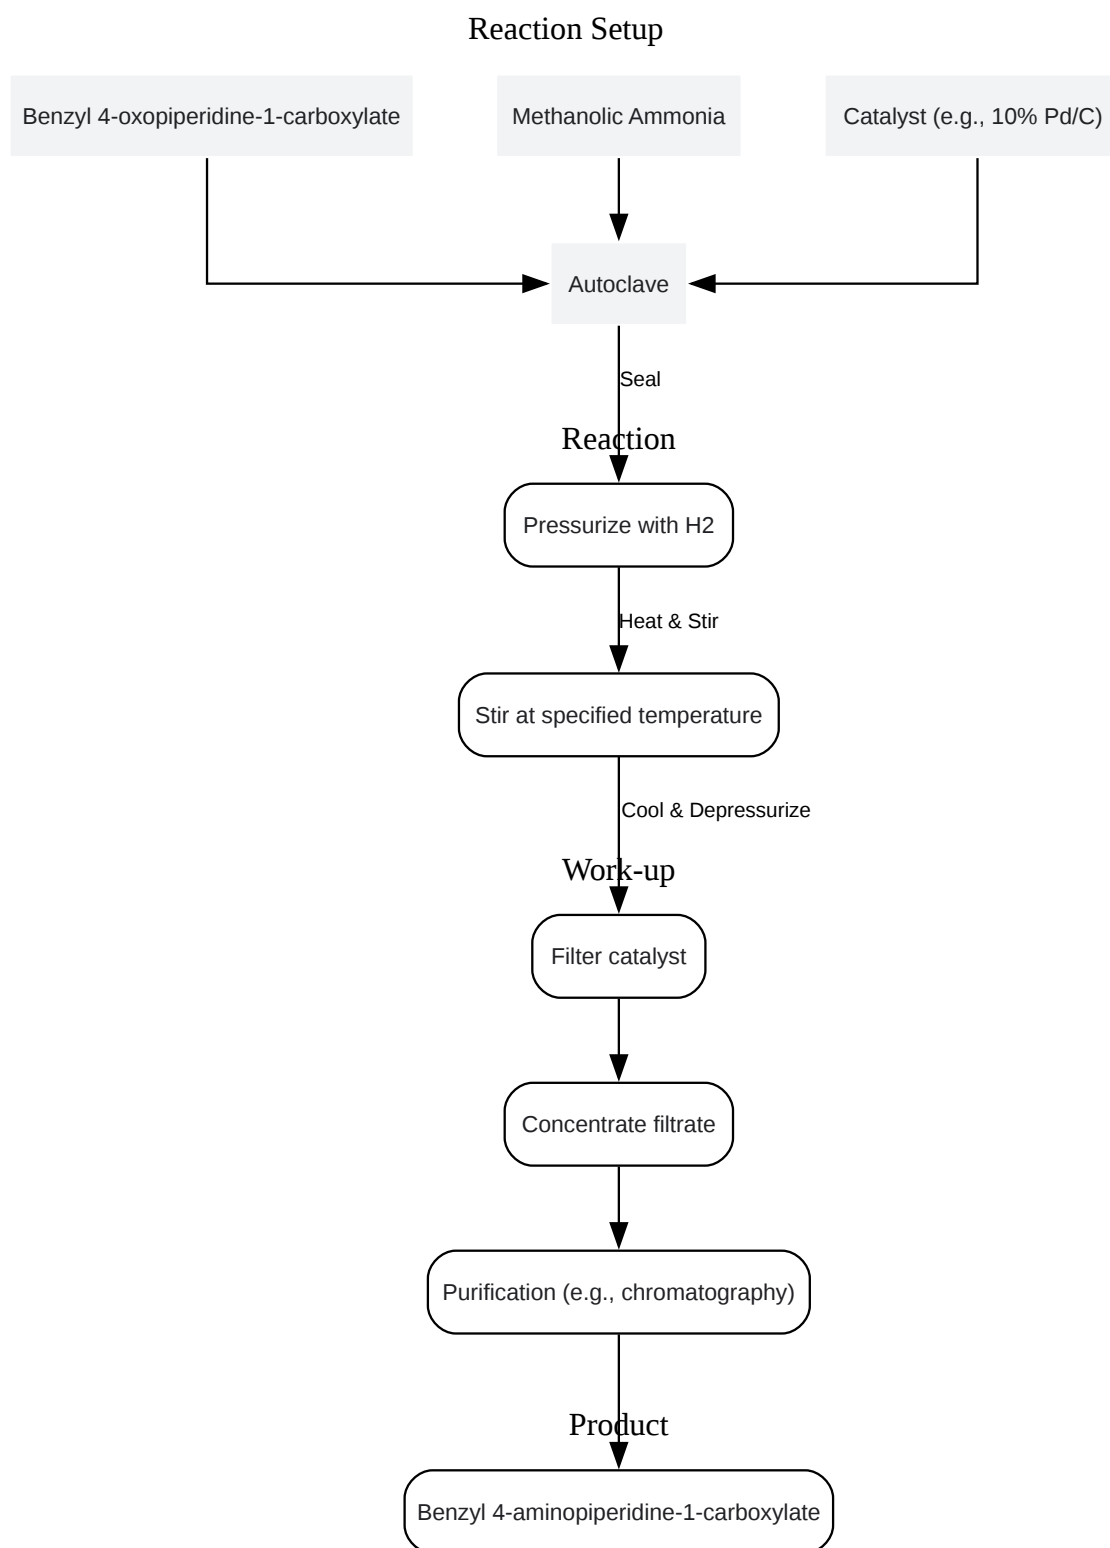 Reaction Setup
Benzyl 4-oxopiperidine-1-carboxylate
Methanolic Ammonia
Catalyst (e.g., 10% Pd/C)
Autoclave
Seal
Reaction
Pressurize with H2
Heat & Stir
Stir at specified temperature
Cool & Depressurize
Work-up
Filter catalyst
Concentrate filtrate
Purification (e.g., chromatography)
Product
Benzyl 4-aminopiperidine-1-carboxylate